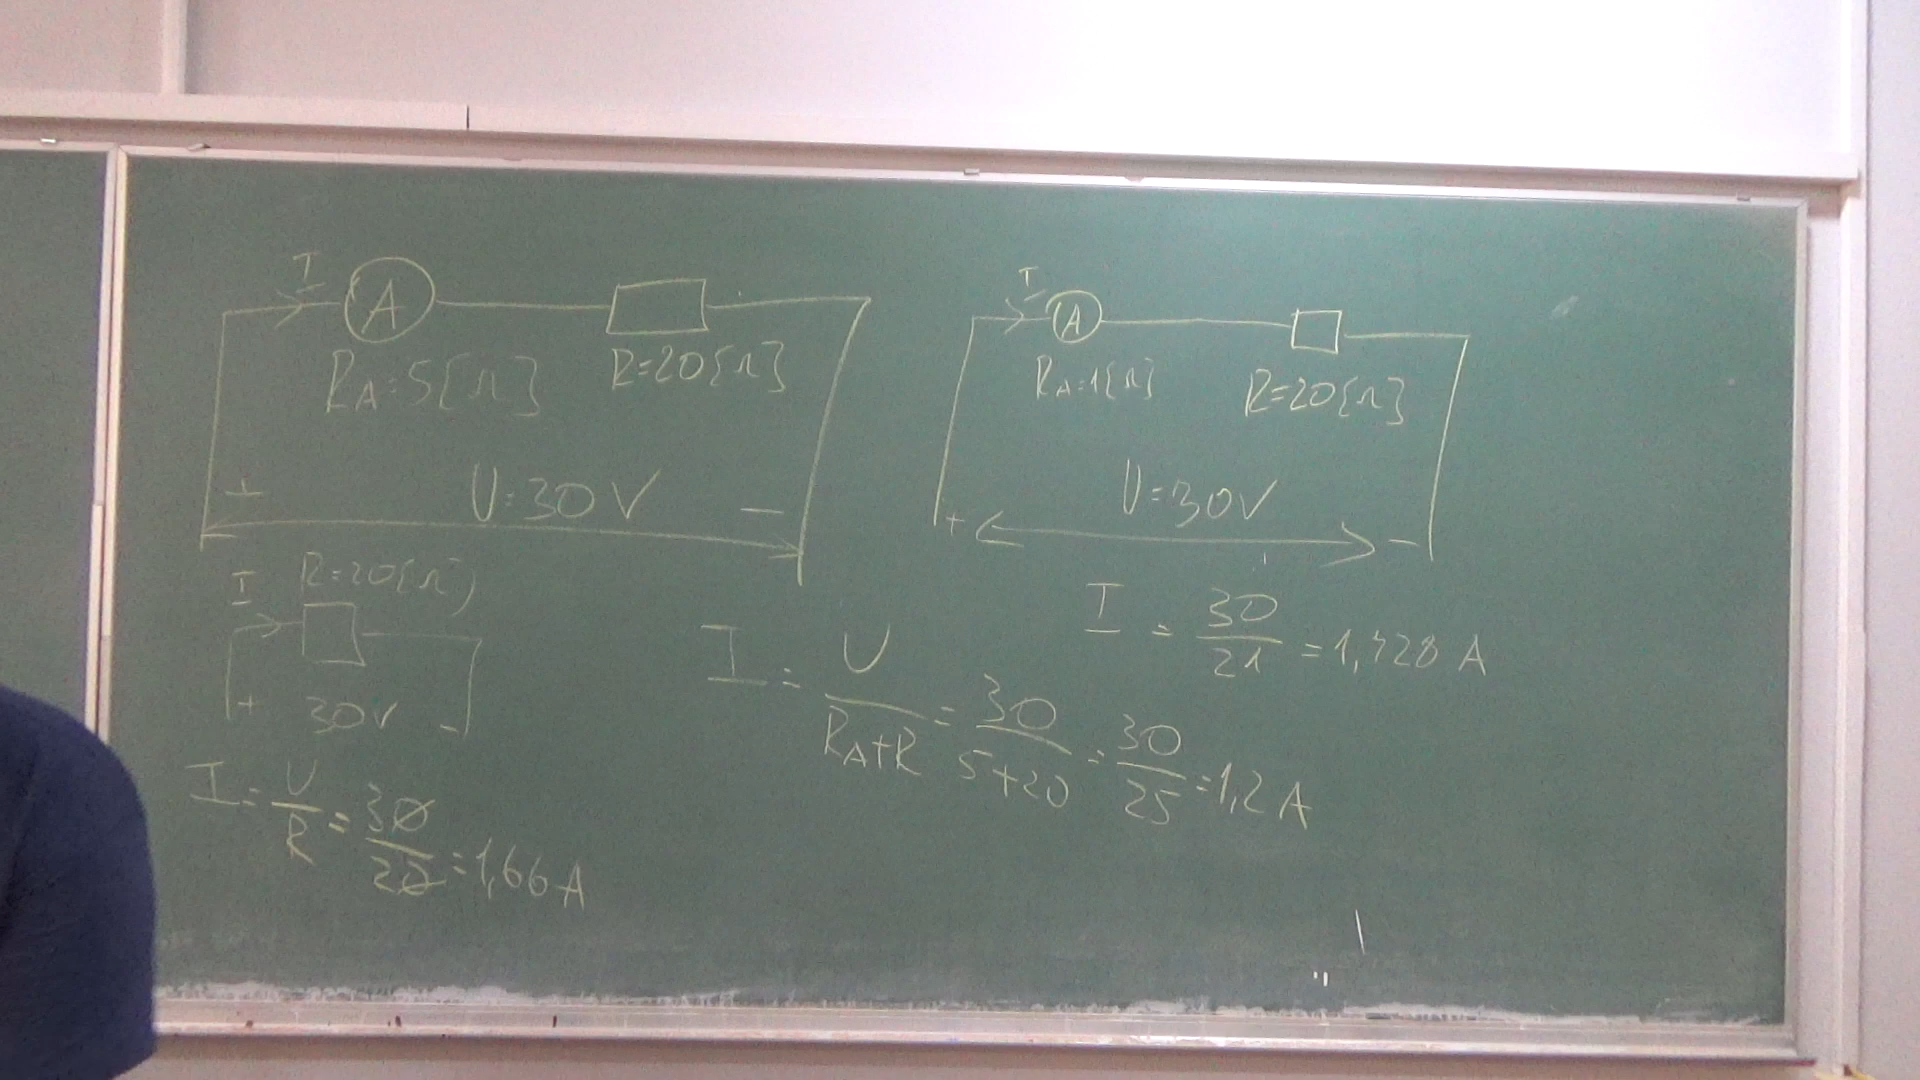 I
A
R_A=5[Ω]
R=20[Ω]
+ U=30V −
I R=20[Ω]
+ 30V −
I = U/R = 30/20 = 1,66 A
I = U/(R_A+R) = 30/(5+20) = 30/25 = 1,2 A
I
A
R_A=1[Ω]
R=20[Ω]
U=30V
+ −
I = 30/21 = 1,428 A